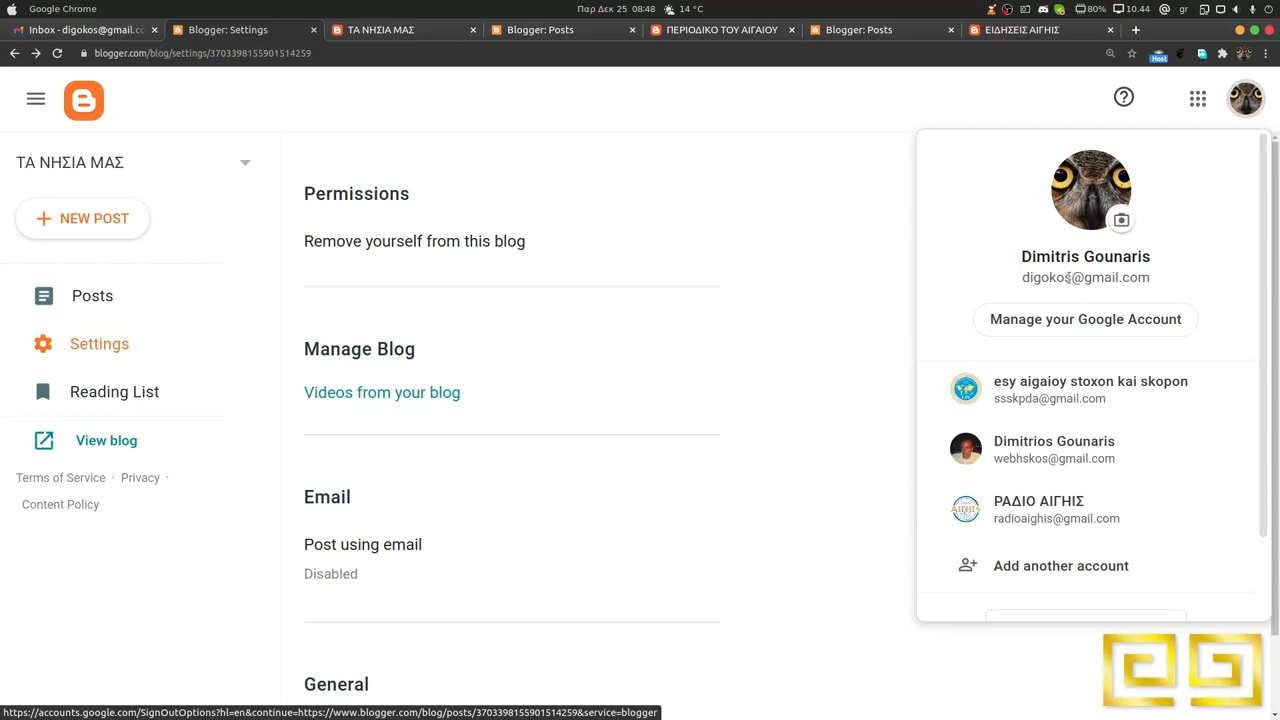 Google Chrome
Παρ Δεκ 25 08:48
14 °C
80%
10.44
gr
Inbox - digokos@gmail.cc
Blogger: Settings
ΤΑ ΝΗΣΙΑ ΜΑΣ
Blogger: Posts
ΠΕΡΙΟΔΙΚΟ ΤΟΥ ΑΙΓΑΙΟΥ
Blogger: Posts
ΕΙΔΗΣΕΙΣ ΑΙΓΗΙΣ
blogger.com/blog/settings/3703398155901514259
Host
ΤΑ ΝΗΣΙΑ ΜΑΣ
NEW POST
Posts
Settings
Reading List
View blog
Terms of Service · Privacy ·
Content Policy
Permissions
Remove yourself from this blog
Manage Blog
Videos from your blog
Email
Post using email
Disabled
General
Dimitris Gounaris
digokos@gmail.com
Manage your Google Account
esy aigaioy stoxon kai skopon
ssskpda@gmail.com
Dimitrios Gounaris
webhskos@gmail.com
ΡΑΔΙΟ ΑΙΓΗΙΣ
radioaighis@gmail.com
Add another account
https://accounts.google.com/SignOutOptions?hl=en&continue=https://www.blogger.com/blog/posts/3703398155901514259&service=blogger